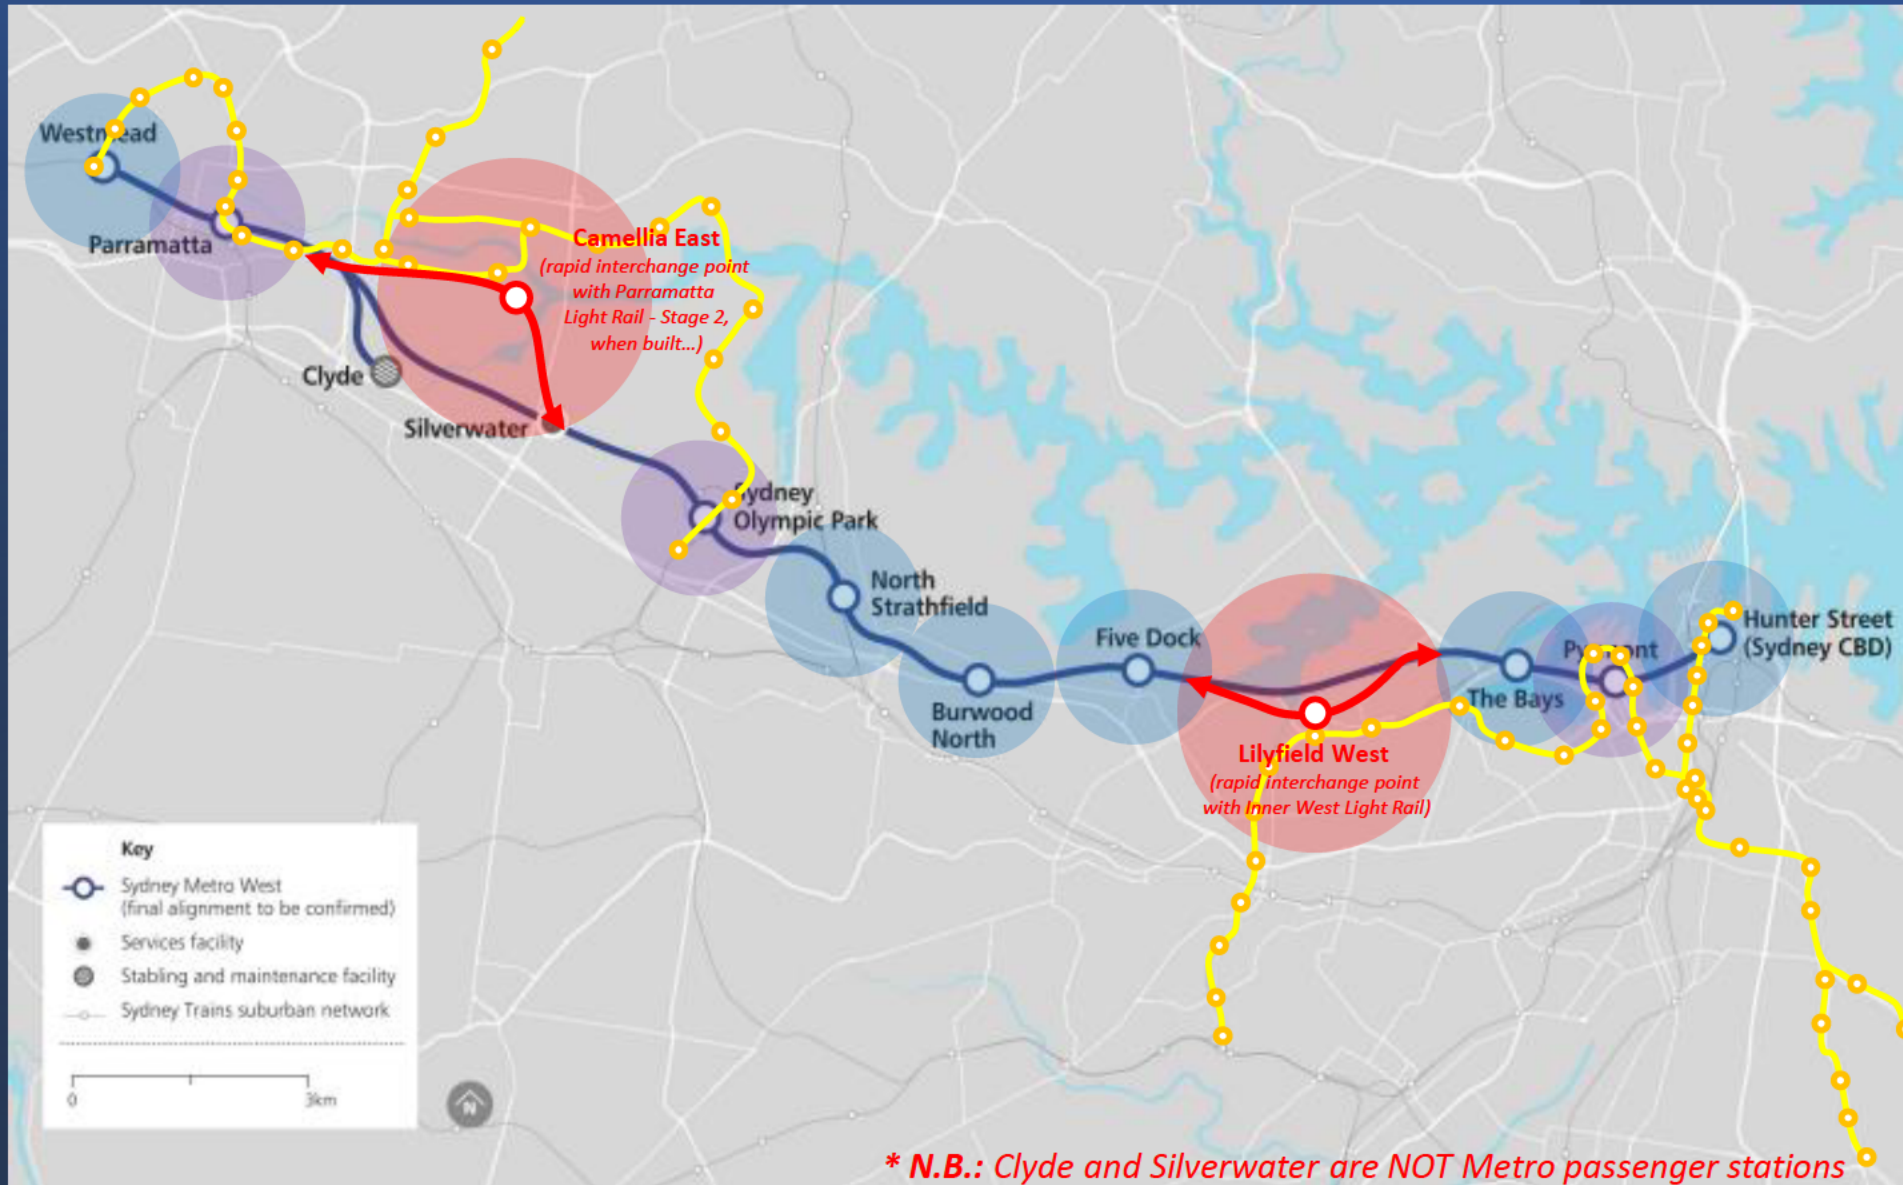 Westmead
Parramatta
Camellia East
(rapid interchange point
with Parramatta
Light Rail - Stage 2,
when built...)
Clyde
Silverwater
Sydney
Olympic Park
North
Strathfield
Burwood
North
Five Dock
Lilyfield West
(rapid interchange point
with Inner West Light Rail)
The Bays
Pyrmont
Hunter Street
(Sydney CBD)
Key
Sydney Metro West
(final alignment to be confirmed)
Services facility
Stabling and maintenance facility
Sydney Trains suburban network
0 3km
N
* N.B.: Clyde and Silverwater are NOT Metro passenger stations